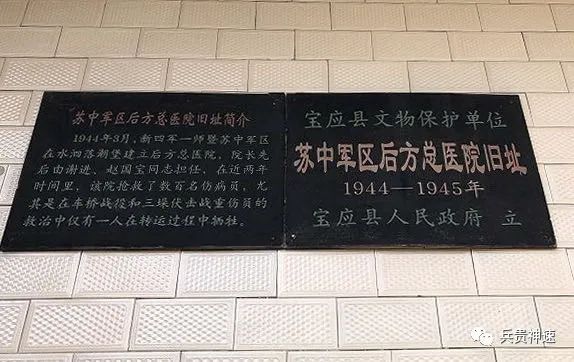 苏中军区后方总医院旧址简介
1944年3月,新四军一师暨苏中军区
在水泗落潮堡建立后方总医院,院长先
后由谢进、赵国宝同志担任,在近两年
时间里,该院抢救了数百名伤病员,尤
其是在车桥战役和三垛伏击战重伤员的
救治中仅有一人在转运过程中牺牲。
宝应县文物保护单位
苏中军区后方总医院旧址
1944—1945年
宝应县人民政府 立
兵贵神速